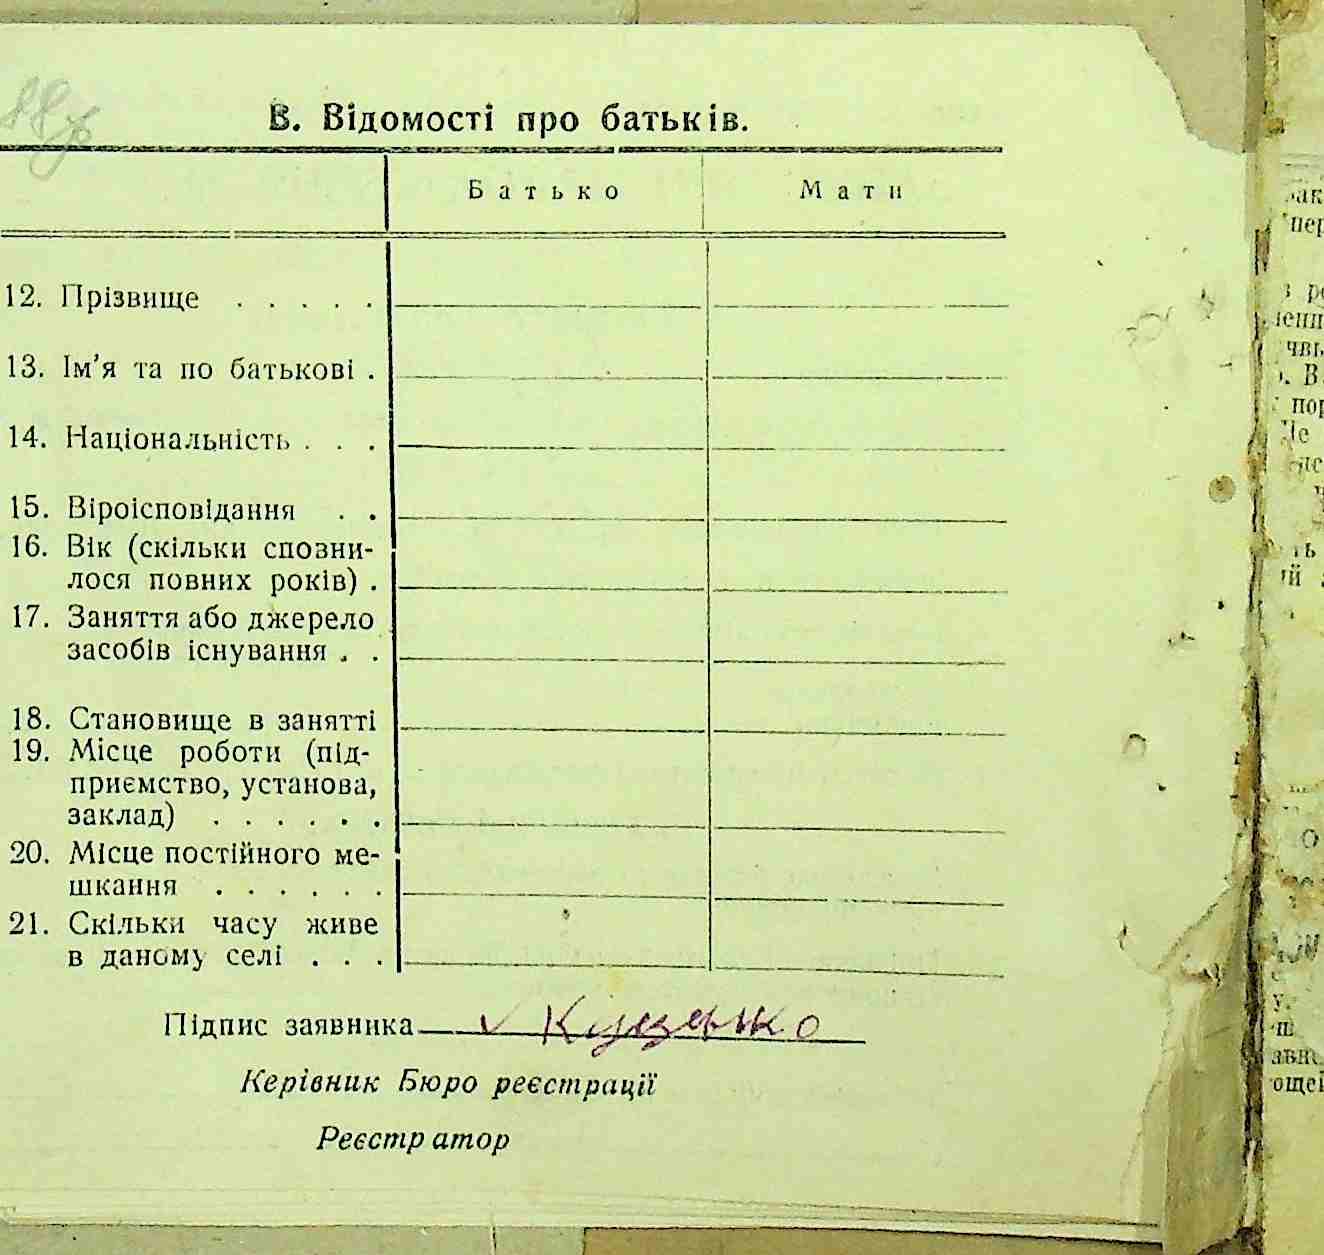 В. Відомості про батьків.
Батько Мати
12. Прізвище . . . . .
13. Ім'я та по батькові .
14. Національність . . .
15. Віроісповідання . .
16. Вік (скільки сповни-
лося повних років) .
17. Заняття або джерело
засобів існування . .
18. Становище в занятті
19. Місце роботи (під-
приємство, установа,
заклад) . . . . . .
20. Місце постійного ме-
шкання . . . . . .
21. Скільки часу живе
в даному селі . . .
Підпис заявника
Керівник Бюро реєстрації
Реєстратор